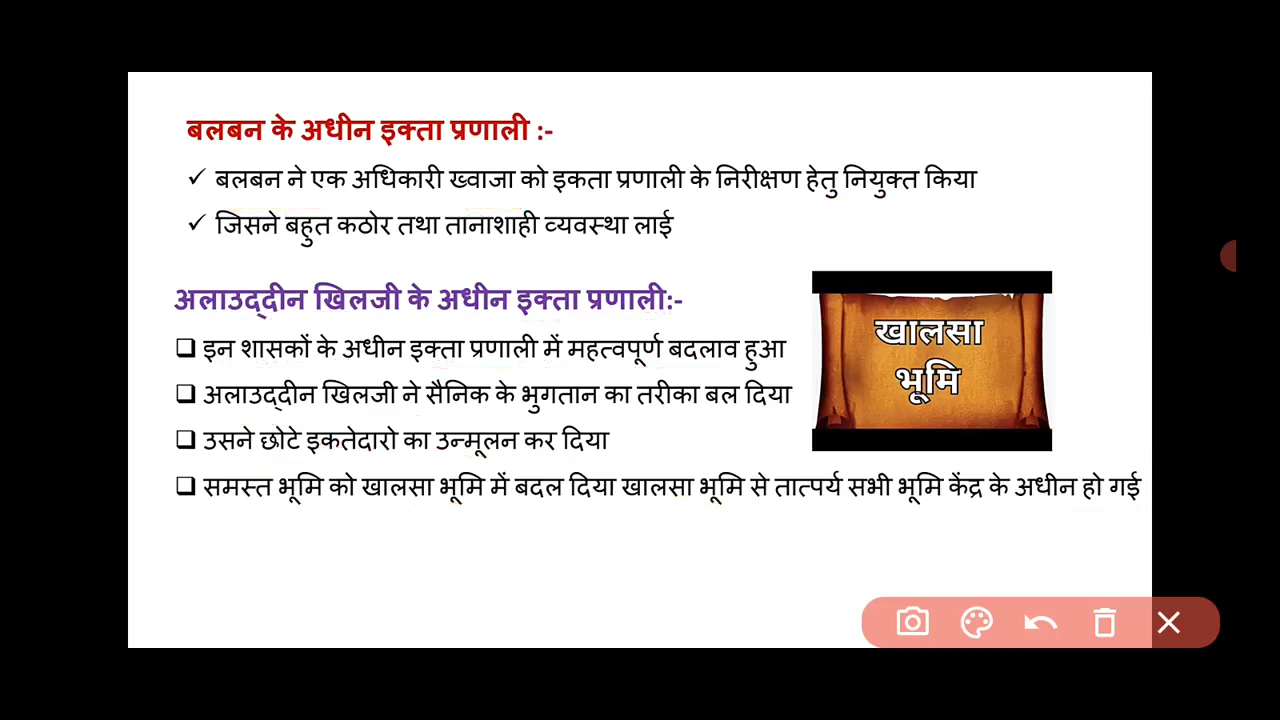 बलबन के अधीन इक्ता प्रणाली :-
✓ बलबन ने एक अधिकारी ख्वाजा को इकता प्रणाली के निरीक्षण हेतु नियुक्त किया
✓ जिसने बहुत कठोर तथा तानाशाही व्यवस्था लाई
अलाउद्दीन खिलजी के अधीन इक्ता प्रणाली:-
❑ इन शासकों के अधीन इक्ता प्रणाली में महत्वपूर्ण बदलाव हुआ
❑ अलाउद्दीन खिलजी ने सैनिक के भुगतान का तरीका बल दिया
❑ उसने छोटे इकतेदारो का उन्मूलन कर दिया
❑ समस्त भूमि को खालसा भूमि में बदल दिया खालसा भूमि से तात्पर्य सभी भूमि केंद्र के अधीन हो गई
खालसा
भूमि